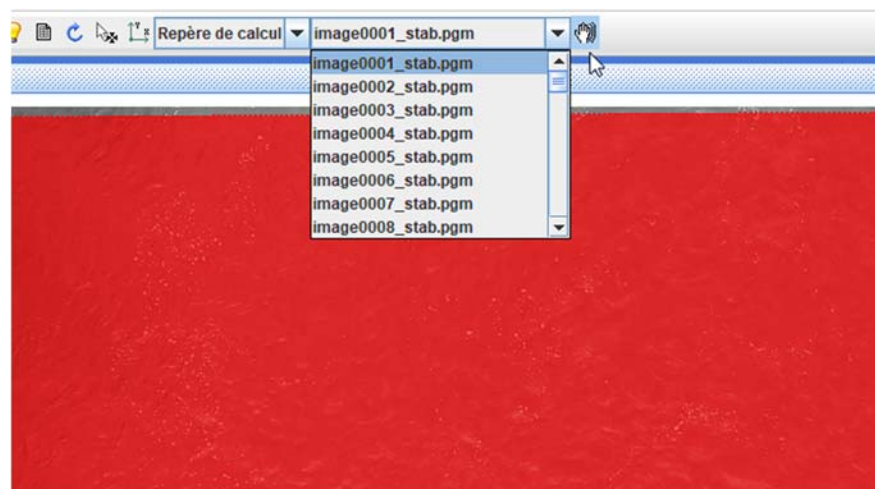 Repère de calcul image0001_stab.pgm
image0001_stab.pgm
image0002_stab.pgm
image0003_stab.pgm
image0004_stab.pgm
image0005_stab.pgm
image0006_stab.pgm
image0007_stab.pgm
image0008_stab.pgm